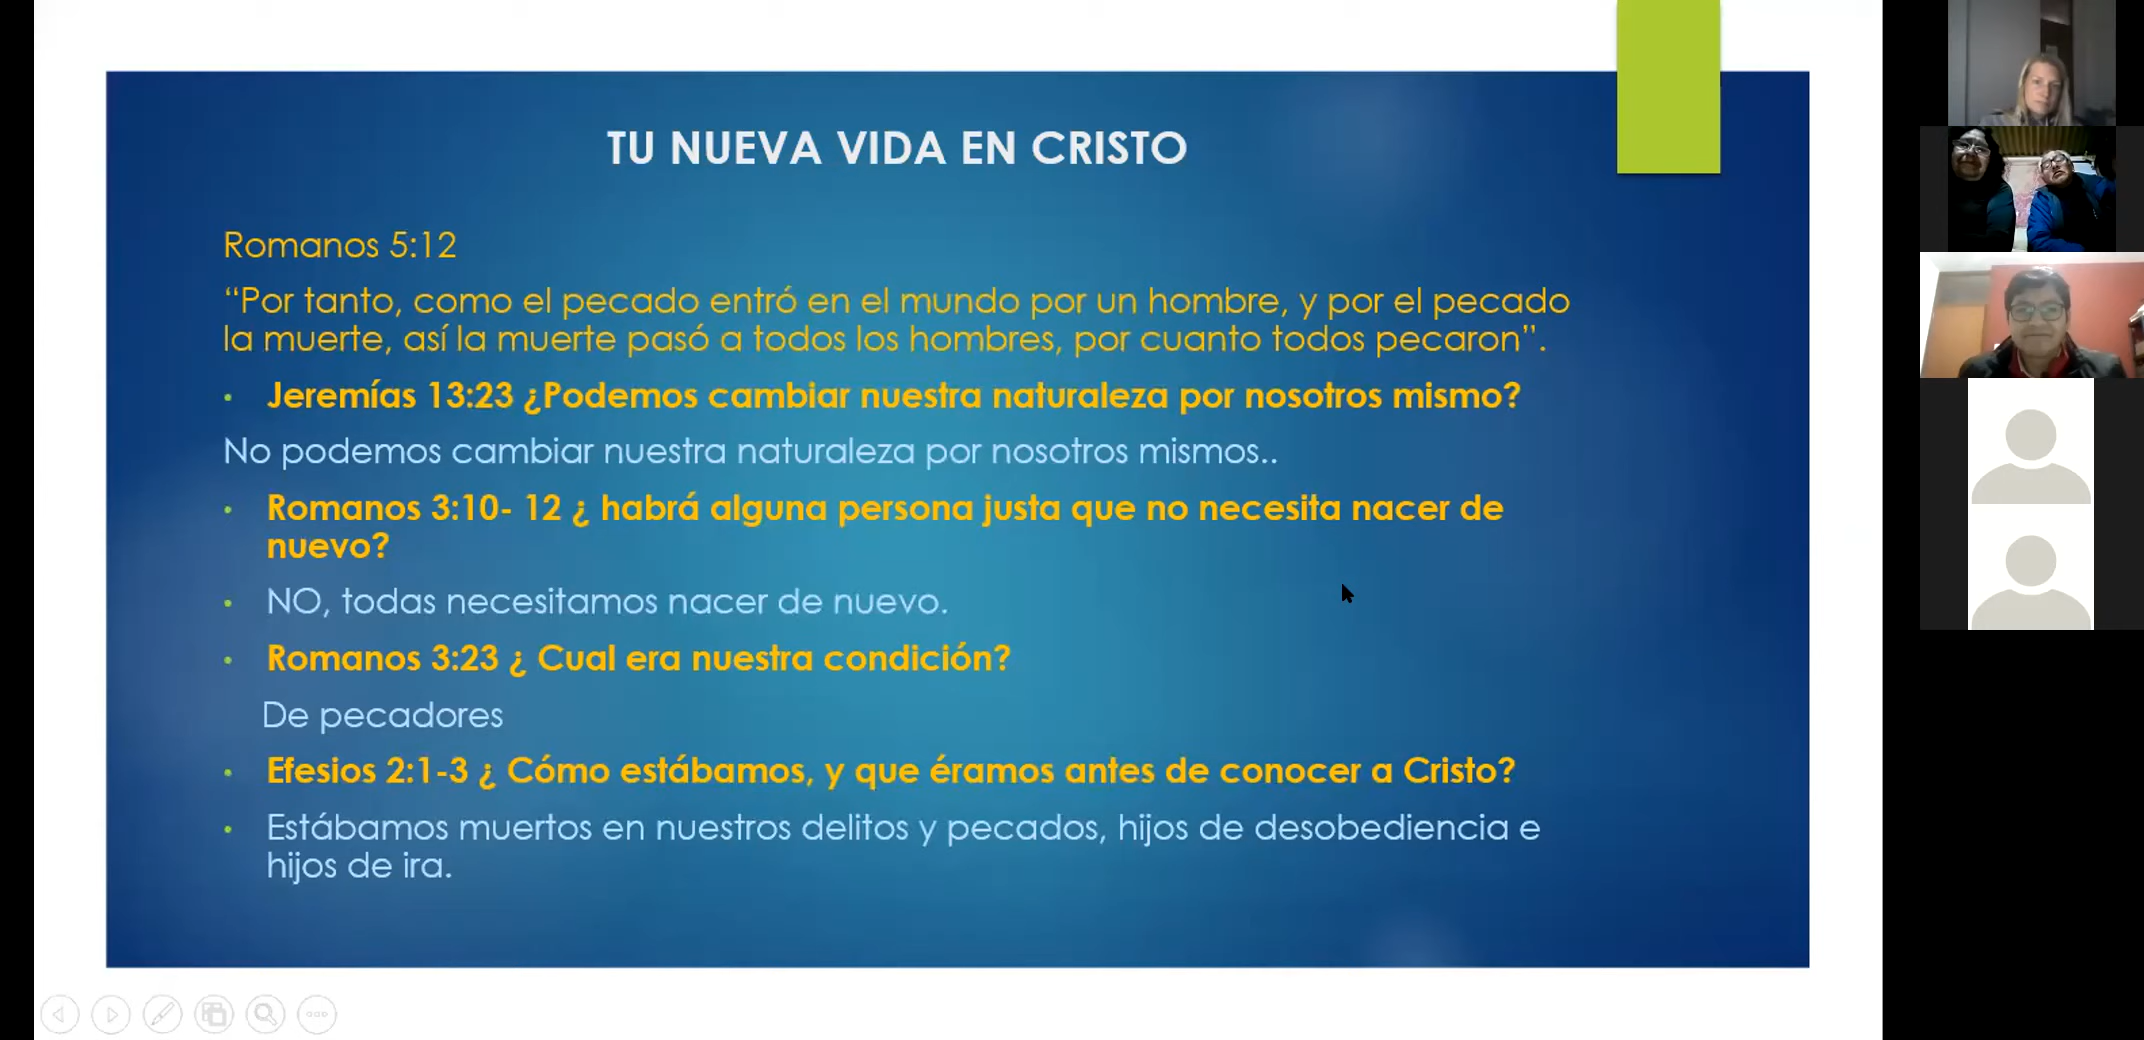 TU NUEVA VIDA EN CRISTO
Romanos 5:12
“Por tanto, como el pecado entró en el mundo por un hombre, y por el pecado
la muerte, así la muerte pasó a todos los hombres, por cuanto todos pecaron”.
• Jeremías 13:23 ¿Podemos cambiar nuestra naturaleza por nosotros mismo?
No podemos cambiar nuestra naturaleza por nosotros mismos..
• Romanos 3:10- 12 ¿ habrá alguna persona justa que no necesita nacer de
nuevo?
• NO, todas necesitamos nacer de nuevo.
• Romanos 3:23 ¿ Cual era nuestra condición?
De pecadores
• Efesios 2:1-3 ¿ Cómo estábamos, y que éramos antes de conocer a Cristo?
• Estábamos muertos en nuestros delitos y pecados, hijos de desobediencia e
hijos de ira.